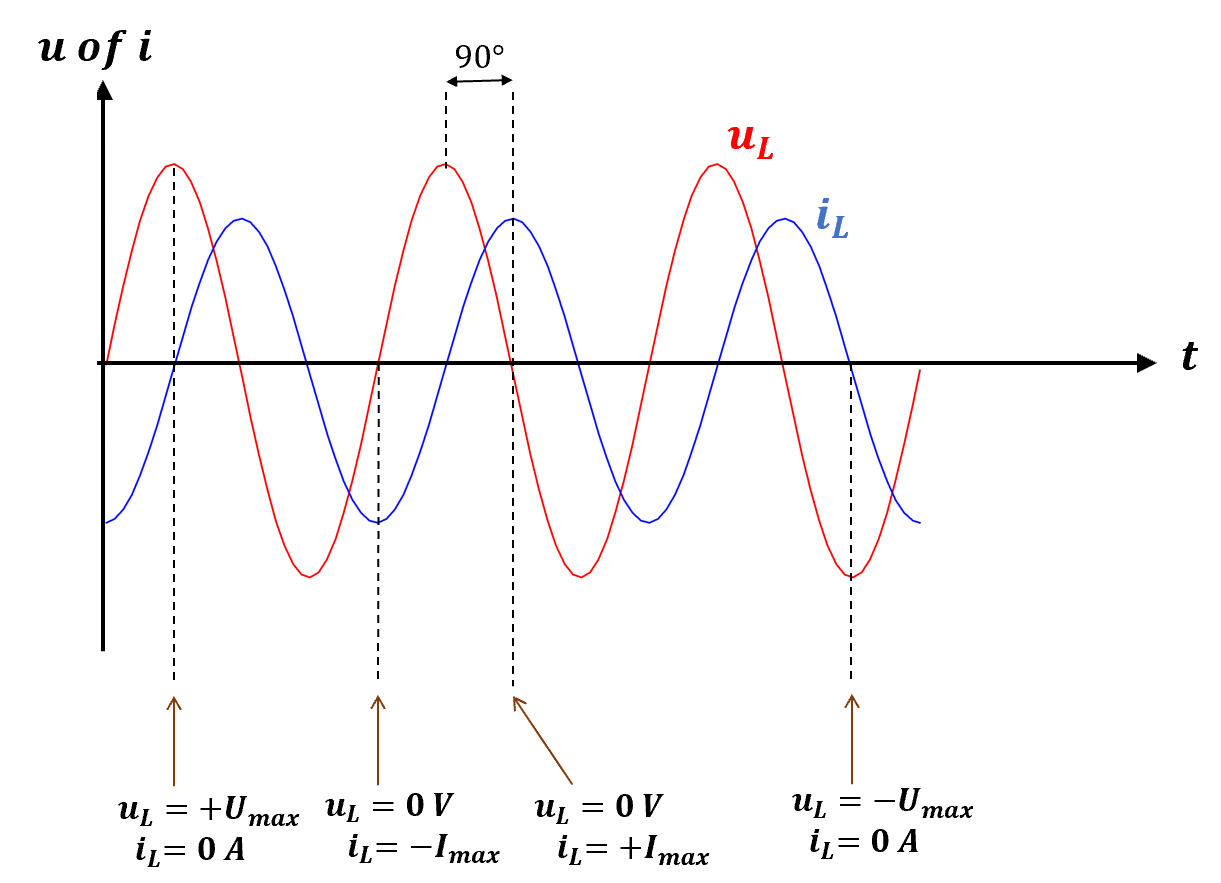 u of i
90°
u_L
i_L
t
u_L = +U_max
i_L= 0 A
u_L = 0 V
i_L= −I_max
u_L = 0 V
i_L= +I_max
u_L = −U_max
i_L= 0 A